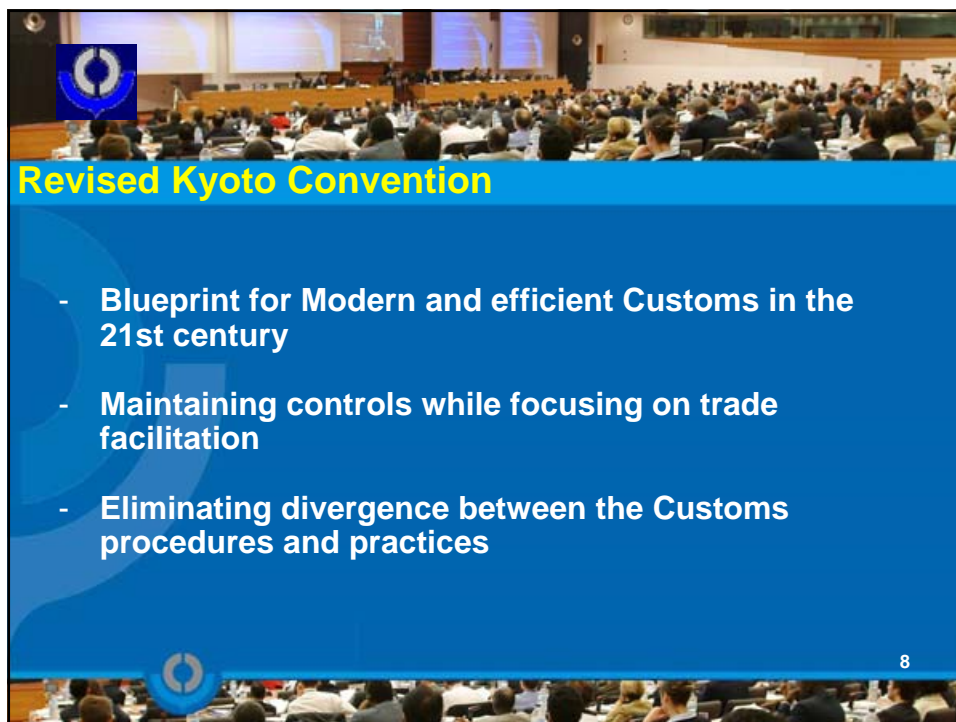 Revised Kyoto Convention
- Blueprint for Modern and efficient Customs in the
21st century
- Maintaining controls while focusing on trade
facilitation
- Eliminating divergence between the Customs
procedures and practices
8